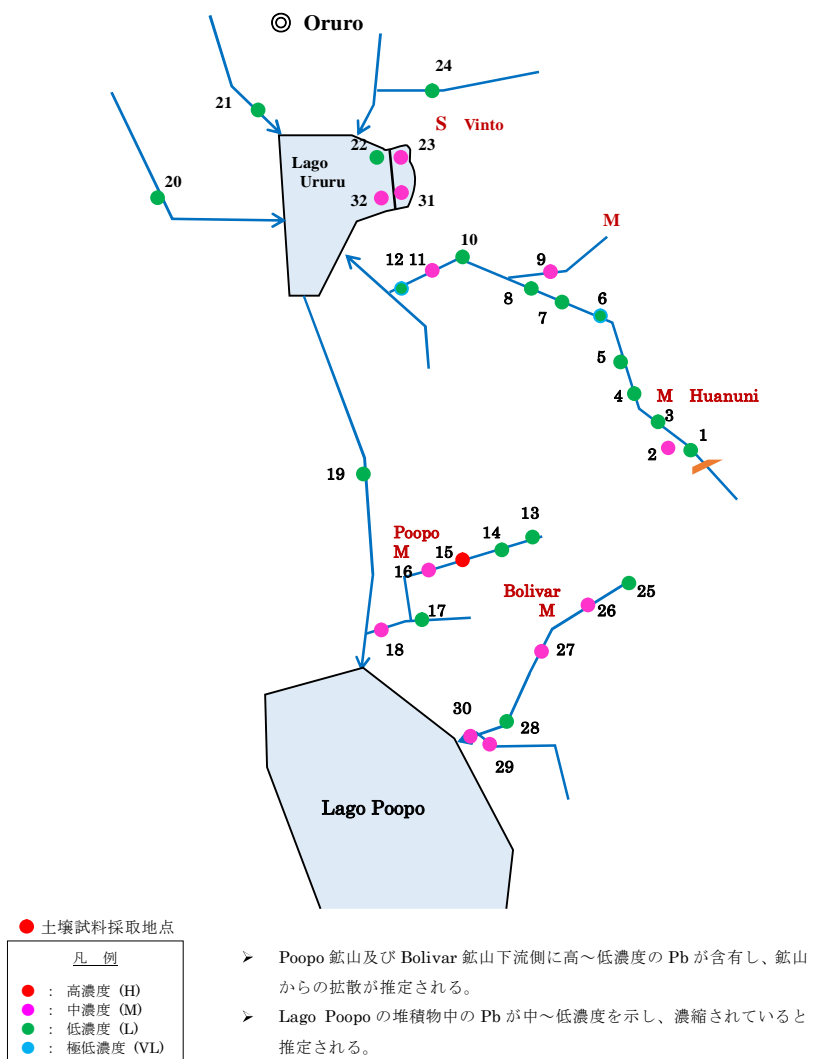 ◎ Oruro
24
21
S Vinto
22
23
Lago
Ururu
20
32
31
M
10
12 11
9
8
7
6
5
4
M Huanuni
3
1
2
19
13
Poopo
14
M
15
16
Bolivar
25
M
26
17
27
18
30
28
29
Lago Poopo
● 土壌試料採取地点
凡 例
● : 高濃度 (H)
● : 中濃度 (M)
● : 低濃度 (L)
● : 極低濃度 (VL)
➢ Poopo 鉱山及び Bolivar 鉱山下流側に高～低濃度の Pb が含有し、鉱山
からの拡散が推定される。
➢ Lago Poopo の堆積物中の Pb が中～低濃度を示し、濃縮されていると
推定される。